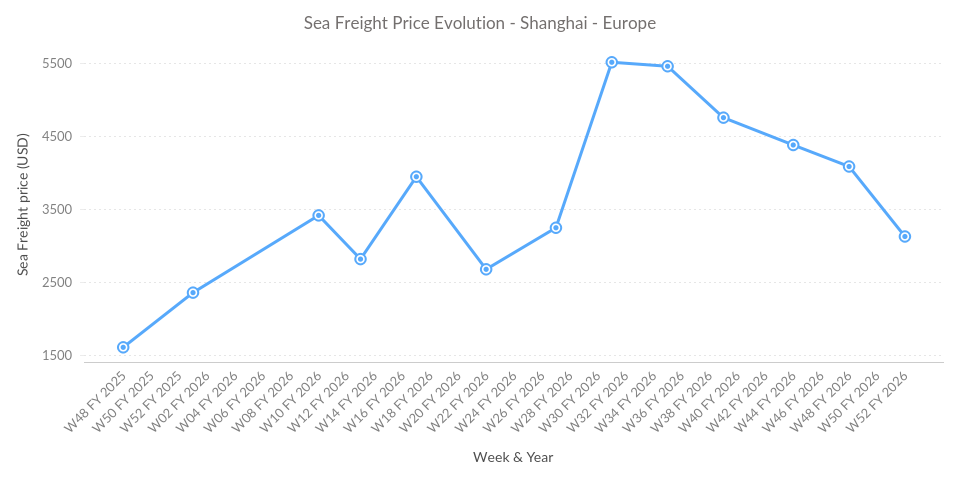 Sea Freight Price Evolution - Shanghai - Europe
5500
4500
3500
2500
1500
Sea Freight price (USD)
W48 FY 2025
W50 FY 2025
W52 FY 2025
W02 FY 2026
W04 FY 2026
W06 FY 2026
W08 FY 2026
W10 FY 2026
W12 FY 2026
W14 FY 2026
W16 FY 2026
W18 FY 2026
W20 FY 2026
W22 FY 2026
W24 FY 2026
W26 FY 2026
W28 FY 2026
W30 FY 2026
W32 FY 2026
W34 FY 2026
W36 FY 2026
W38 FY 2026
W40 FY 2026
W42 FY 2026
W44 FY 2026
W46 FY 2026
W48 FY 2026
W50 FY 2026
W52 FY 2026
Week & Year